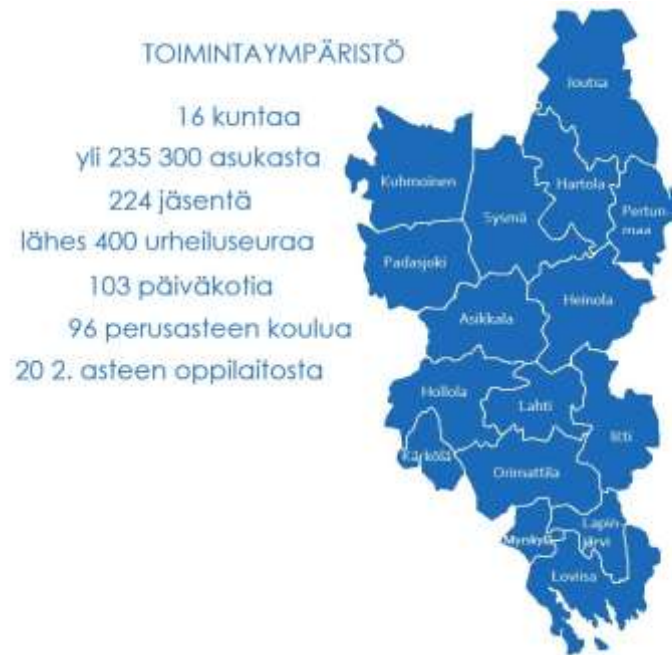 TOIMINTAYMPÄRISTÖ
16 kuntaa
yli 235 300 asukasta
224 jäsentä
lähes 400 urheiluseuraa
103 päiväkotia
96 perusasteen koulua
20 2. asteen oppilaitosta
Joutsa
Kuhmoinen
Hartola
Sysmä
Pertun-
maa
Padasjoki
Heinola
Asikkala
Hollola
Lahti
Iitti
Kärkölä
Orimattila
Lapin-
järvi
Myrskylä
Loviisa